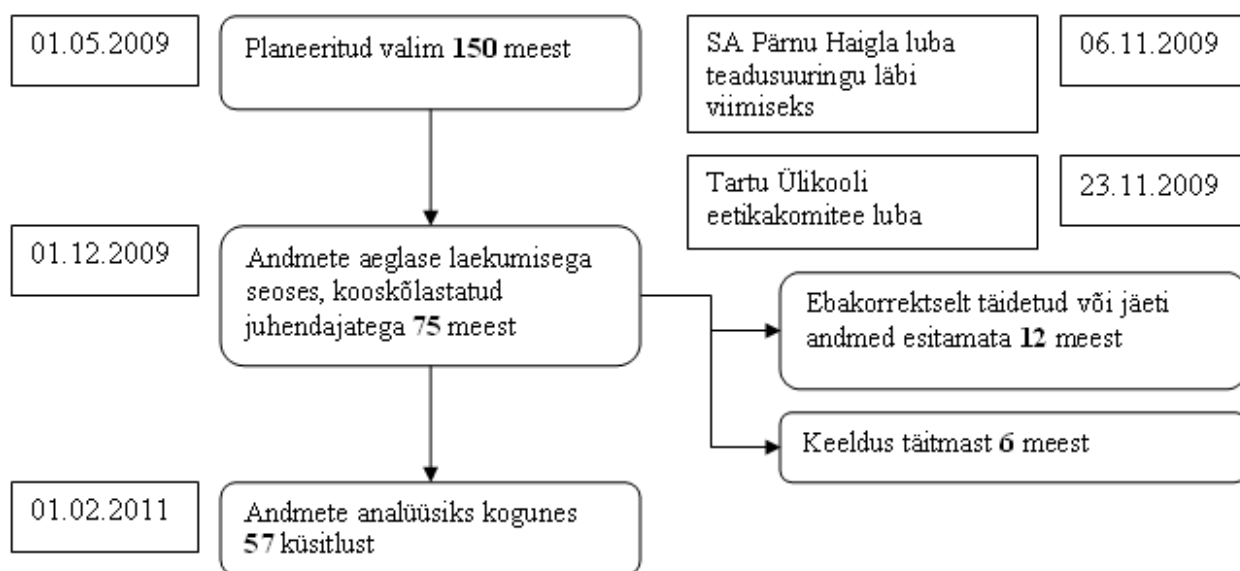 01.05.2009
Planeeritud valim 150 meest
SA Pärnu Haigla luba
teadusuuringu läbi
viimiseks
06.11.2009
Tartu Ülikooli
eetikakomitee luba
23.11.2009
01.12.2009
Andmete aeglase laekumisega
seoses, kooskõlastatud
juhendajatega 75 meest
Ebakorrektselt täidetud või jäeti
andmed esitamata 12 meest
Keeldus täitmast 6 meest
01.02.2011
Andmete analüüsiks kogunes
57 küsitlust